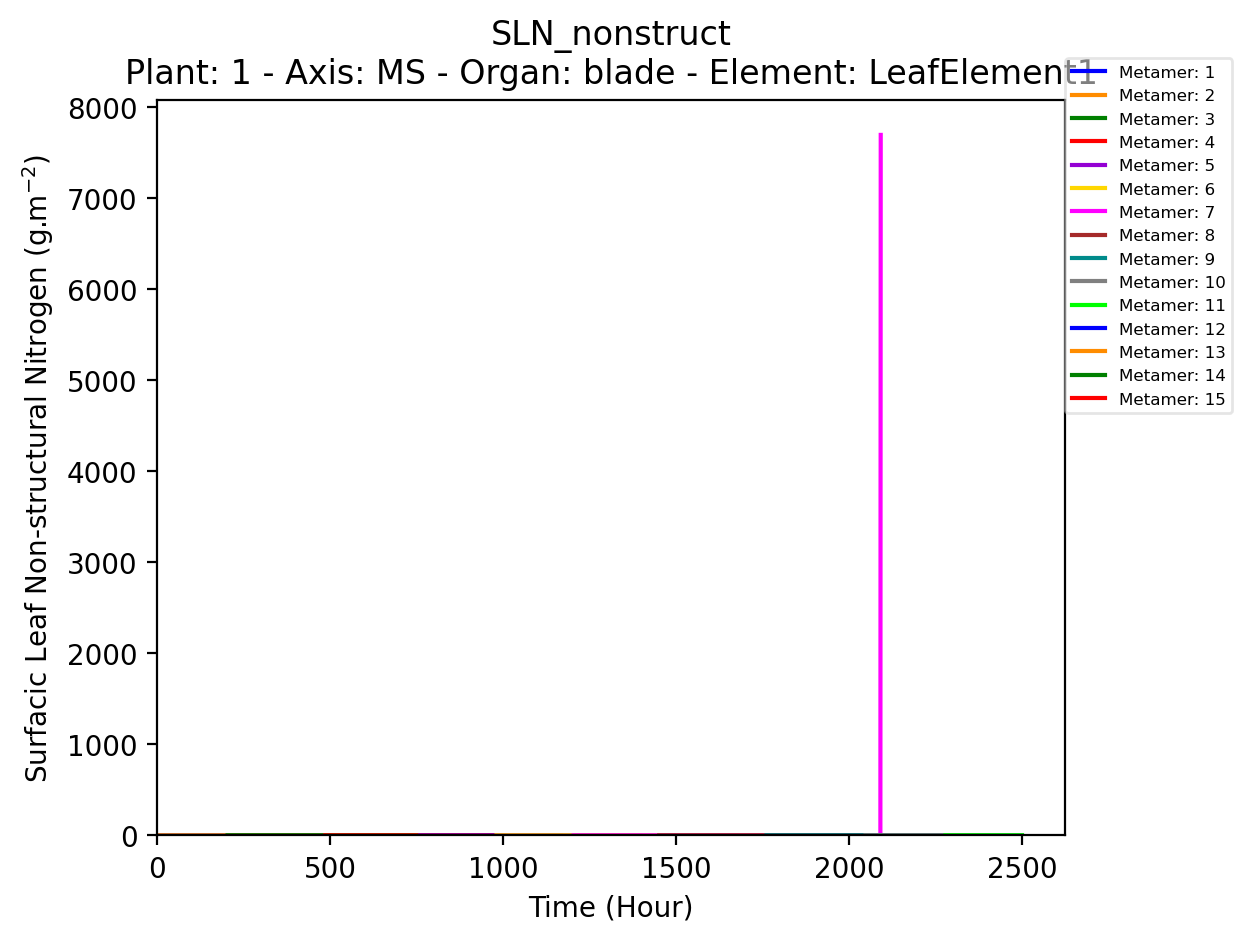 SLN_nonstruct
Plant: 1 - Axis: MS - Organ: blade - Element: LeafElement1
Surfacic Leaf Non-structural Nitrogen (g.m⁻²)
8000
7000
6000
5000
4000
3000
2000
1000
0
0 500 1000 1500 2000 2500
Time (Hour)
Metamer: 1
Metamer: 2
Metamer: 3
Metamer: 4
Metamer: 5
Metamer: 6
Metamer: 7
Metamer: 8
Metamer: 9
Metamer: 10
Metamer: 11
Metamer: 12
Metamer: 13
Metamer: 14
Metamer: 15